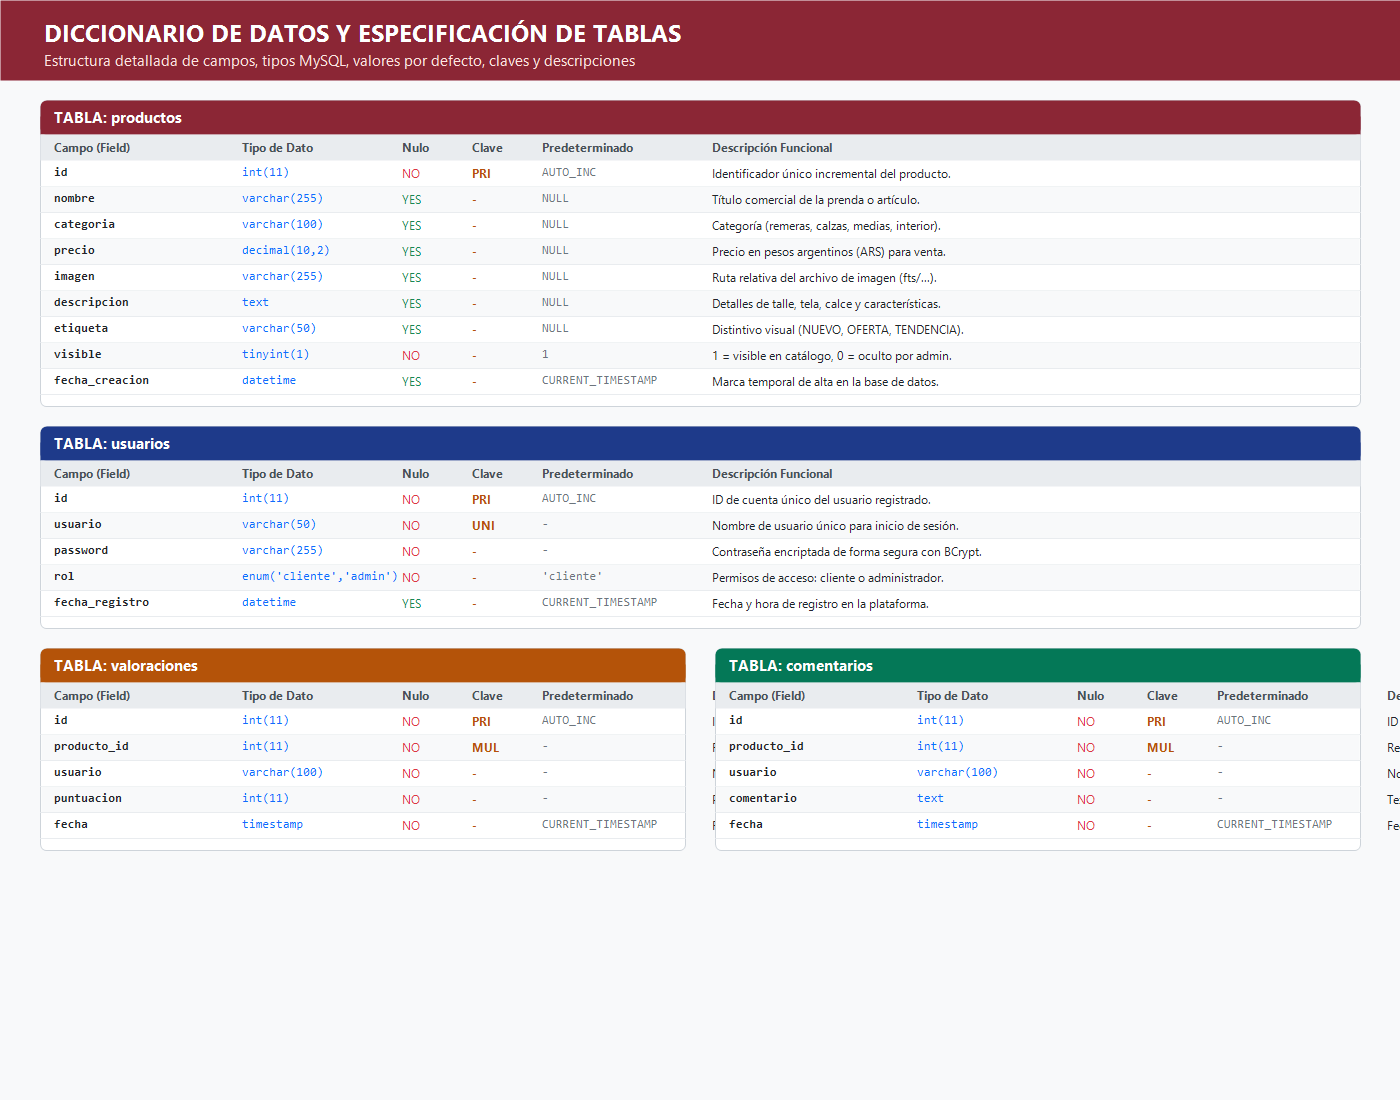 DICCIONARIO DE DATOS Y ESPECIFICACIÓN DE TABLAS
Estructura detallada de campos, tipos MySQL, valores por defecto, claves y descripciones
TABLA: productos
Campo (Field) Tipo de Dato Nulo Clave Predeterminado Descripción Funcional
id int(11) NO PRI AUTO_INC Identificador único incremental del producto.
nombre varchar(255) YES - NULL Título comercial de la prenda o artículo.
categoria varchar(100) YES - NULL Categoría (remeras, calzas, medias, interior).
precio decimal(10,2) YES - NULL Precio en pesos argentinos (ARS) para venta.
imagen varchar(255) YES - NULL Ruta relativa del archivo de imagen (fts/...).
descripcion text YES - NULL Detalles de talle, tela, calce y características.
etiqueta varchar(50) YES - NULL Distintivo visual (NUEVO, OFERTA, TENDENCIA).
visible tinyint(1) NO - 1 1 = visible en catálogo, 0 = oculto por admin.
fecha_creacion datetime YES - CURRENT_TIMESTAMP Marca temporal de alta en la base de datos.
TABLA: usuarios
Campo (Field) Tipo de Dato Nulo Clave Predeterminado Descripción Funcional
id int(11) NO PRI AUTO_INC ID de cuenta único del usuario registrado.
usuario varchar(50) NO UNI - Nombre de usuario único para inicio de sesión.
password varchar(255) NO - - Contraseña encriptada de forma segura con BCrypt.
rol enum('cliente','admin') NO - 'cliente' Permisos de acceso: cliente o administrador.
fecha_registro datetime YES - CURRENT_TIMESTAMP Fecha y hora de registro en la plataforma.
TABLA: valoraciones
Campo (Field) Tipo de Dato Nulo Clave Predeterminado
id int(11) NO PRI AUTO_INC
producto_id int(11) NO MUL -
usuario varchar(100) NO - -
puntuacion int(11) NO - -
fecha timestamp NO - CURRENT_TIMESTAMP
TABLA: comentarios
Campo (Field) Tipo de Dato Nulo Clave Predeterminado
id int(11) NO PRI AUTO_INC ID
producto_id int(11) NO MUL -
usuario varchar(100) NO - -
comentario text NO - -
fecha timestamp NO - CURRENT_TIMESTAMP